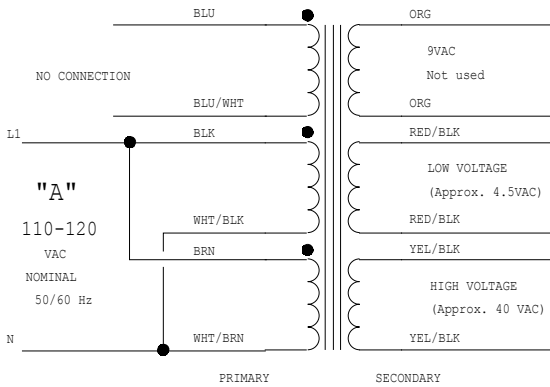 BLU
ORG
9VAC
Not used
NO CONNECTION
BLU/WHT
ORG
L1
BLK
RED/BLK
LOW VOLTAGE
(Approx. 4.5VAC)
"A"
110-120
VAC
NOMINAL
50/60 Hz
WHT/BLK
RED/BLK
BRN
YEL/BLK
HIGH VOLTAGE
(Approx. 40 VAC)
N
WHT/BRN
YEL/BLK
PRIMARY
SECONDARY